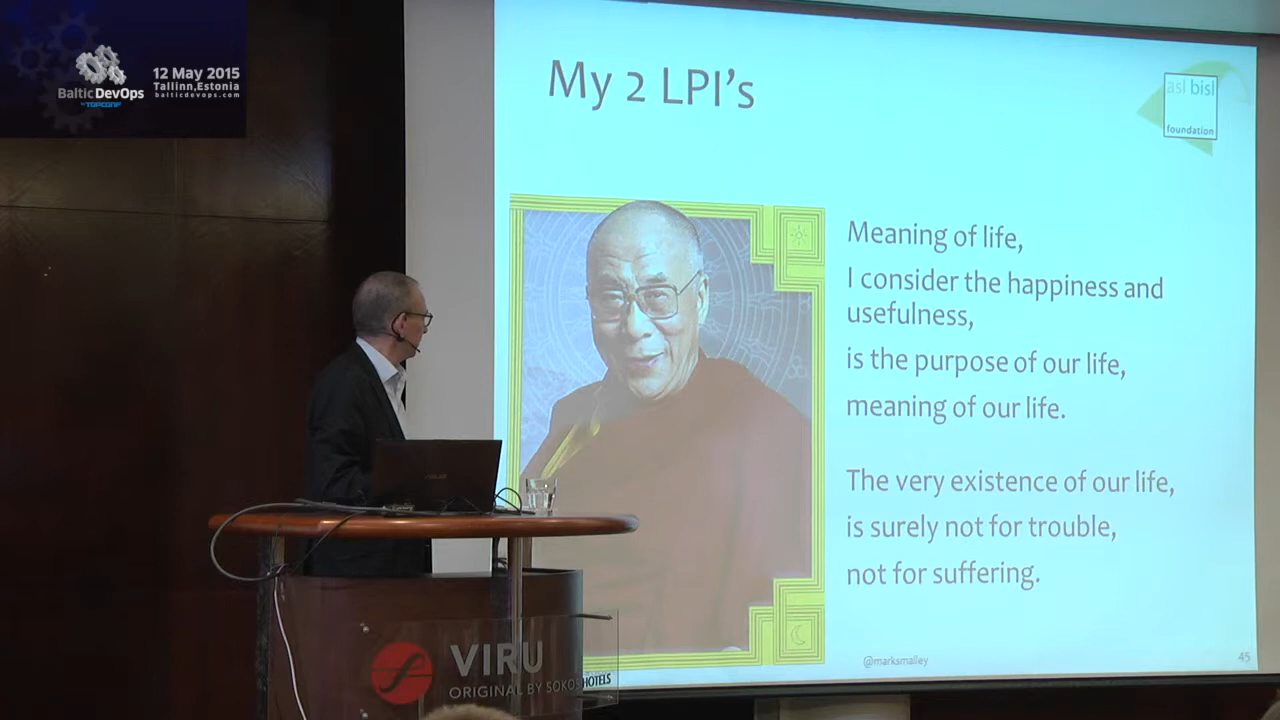 BalticDevOps
by TOPCONF
12 May 2015
Tallinn,Estonia
balticdevops.com
My 2 LPI's
asl bisl
foundation
Meaning of life,
I consider the happiness and
usefulness,
is the purpose of our life,
meaning of our life.
The very existence of our life,
is surely not for trouble,
not for suffering.
@marksmalley
45
VIRU
ORIGINAL BY SOKOS HOTELS